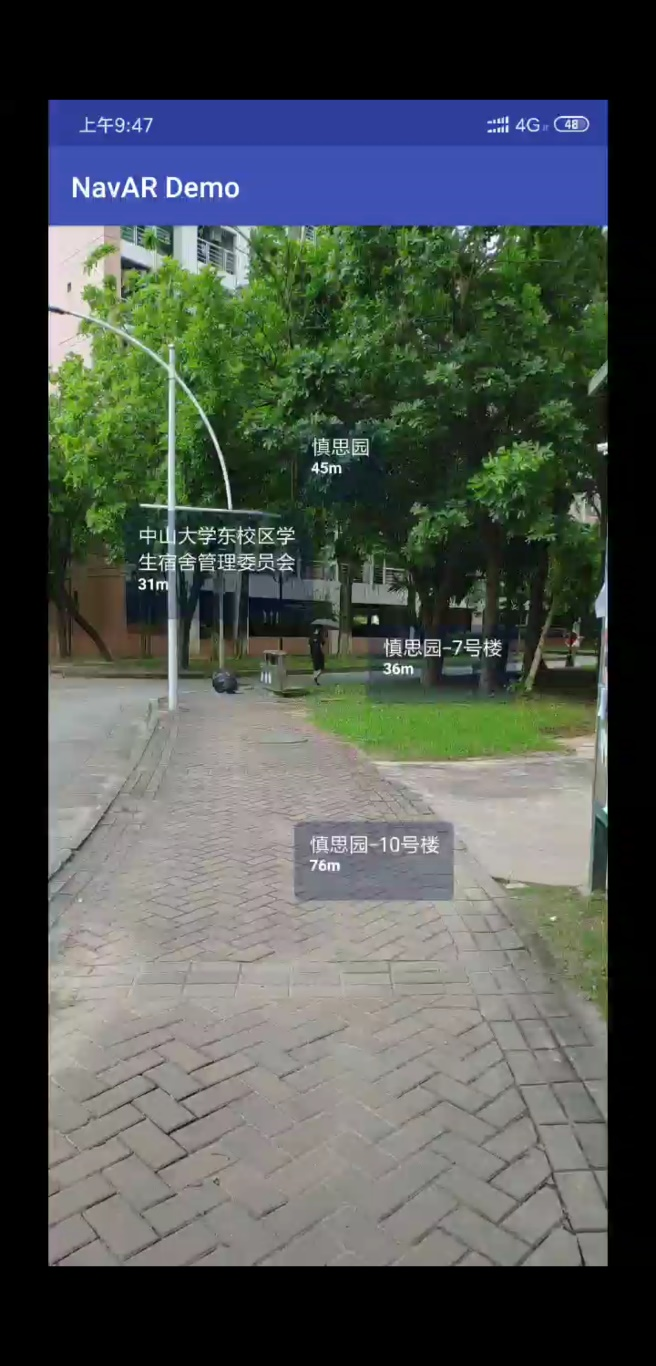 上午9:47
4G
48
NavAR Demo
慎思园
45m
中山大学东校区学
生宿舍管理委员会
31m
慎思园-7号楼
36m
慎思园-10号楼
76m